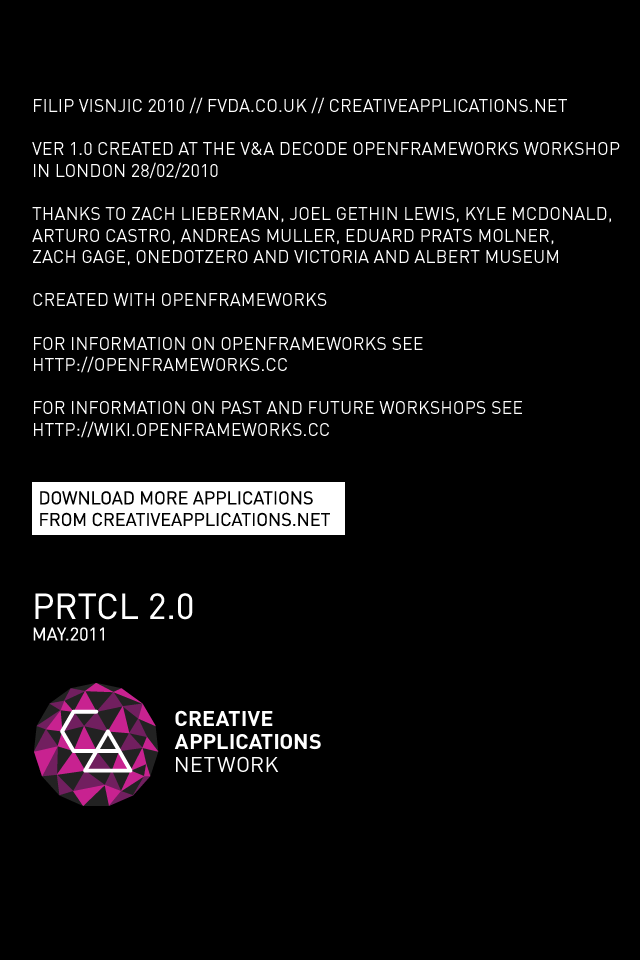 FILIP VISNJIC 2010 // FVDA.CO.UK // CREATIVEAPPLICATIONS.NET
VER 1.0 CREATED AT THE V&A DECODE OPENFRAMEWORKS WORKSHOP
IN LONDON 28/02/2010
THANKS TO ZACH LIEBERMAN, JOEL GETHIN LEWIS, KYLE MCDONALD,
ARTURO CASTRO, ANDREAS MULLER, EDUARD PRATS MOLNER,
ZACH GAGE, ONEDOTZERO AND VICTORIA AND ALBERT MUSEUM
CREATED WITH OPENFRAMEWORKS
FOR INFORMATION ON OPENFRAMEWORKS SEE
HTTP://OPENFRAMEWORKS.CC
FOR INFORMATION ON PAST AND FUTURE WORKSHOPS SEE
HTTP://WIKI.OPENFRAMEWORKS.CC
DOWNLOAD MORE APPLICATIONS
FROM CREATIVEAPPLICATIONS.NET
PRTCL 2.0
MAY.2011
CA
CREATIVE
APPLICATIONS
NETWORK